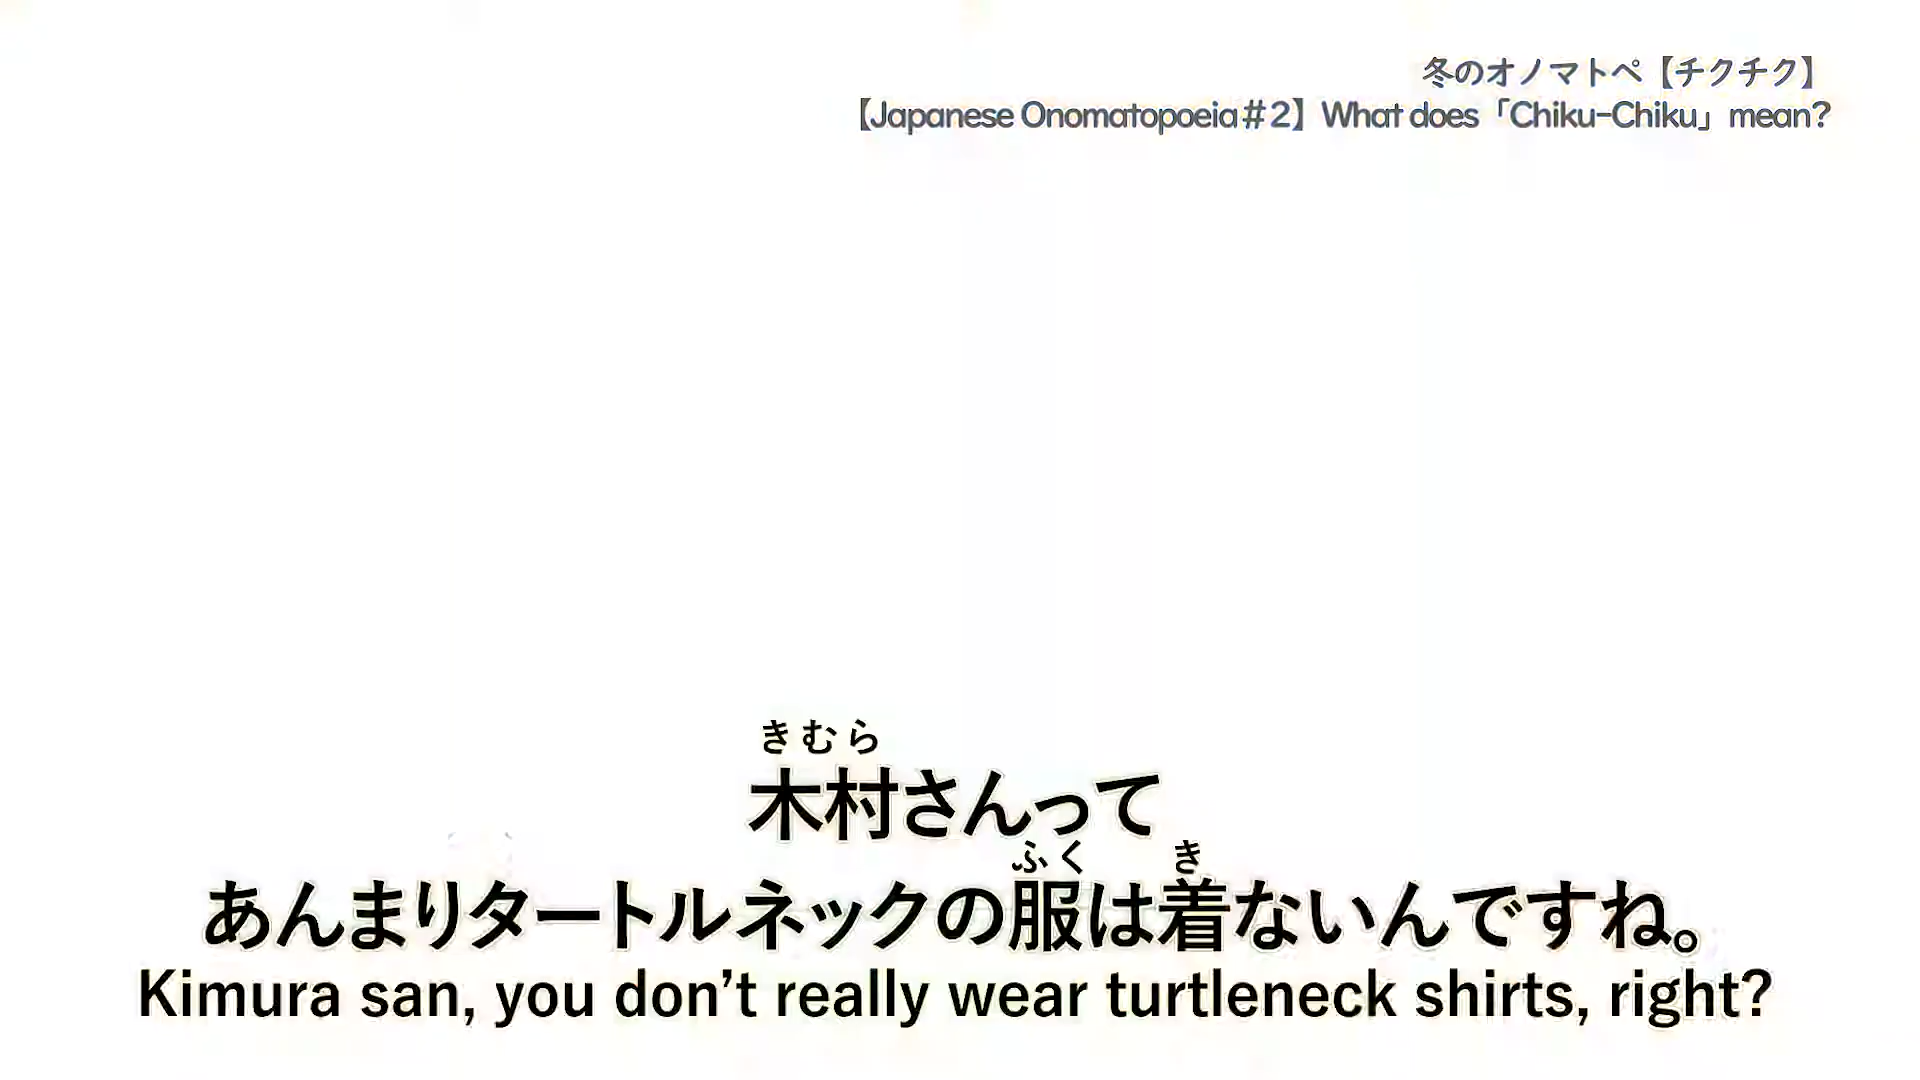 冬のオノマトペ【チクチク】
【Japanese Onomatopoeia#2】What does「Chiku-Chiku」mean?
きむら
木村さんって
ふく き
あんまりタートルネックの服は着ないんですね。
Kimura san, you don't really wear turtleneck shirts, right?